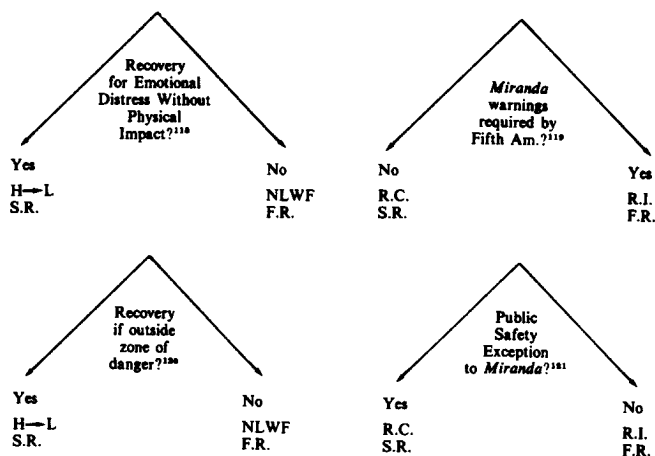 Recovery
for Emotional
Distress Without
Physical
Impact?¹¹⁸
Yes
H→L
S.R.
No
NLWF
F.R.
Miranda
warnings
required by
Fifth Am.?¹¹⁹
No
R.C.
S.R.
Yes
R.I.
F.R.
Recovery
if outside
zone of
danger?¹²⁰
Yes
H→L
S.R.
No
NLWF
F.R.
Public
Safety
Exception
to Miranda?¹²¹
Yes
R.C.
S.R.
No
R.I.
F.R.